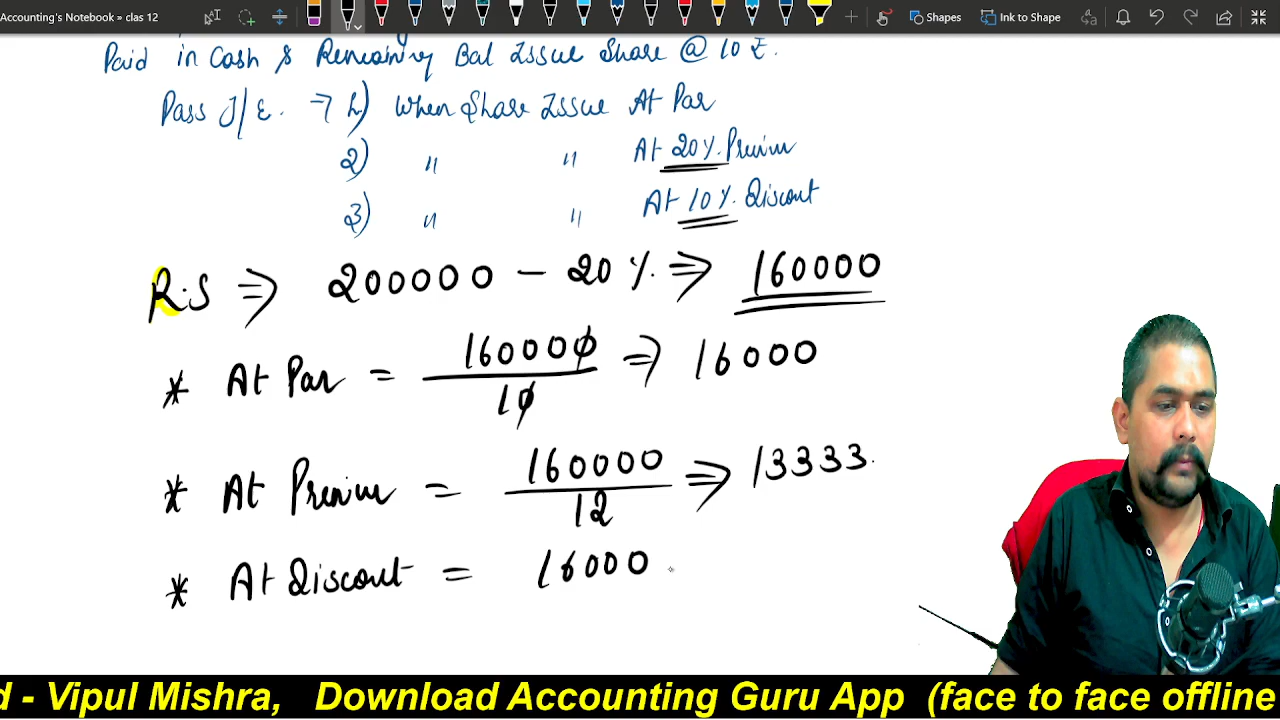 Accounting's Notebook » clas 12
Shapes
Ink to Shape
Paid in Cash & Remaining Bal Issue Share @ 10 ₹.
Pass J/E. → 1) When Share Issue At Par
2) " " At 20%. Premium
3) " " At 10%. Discout
R.S ⇒ 200000 - 20%. ⇒ 160000
* At Par = 160000 / 10 ⇒ 16000
* At Premium = 160000 / 12 ⇒ 13333.
* At Discout = 16000
d - Vipul Mishra, Download Accounting Guru App (face to face offline